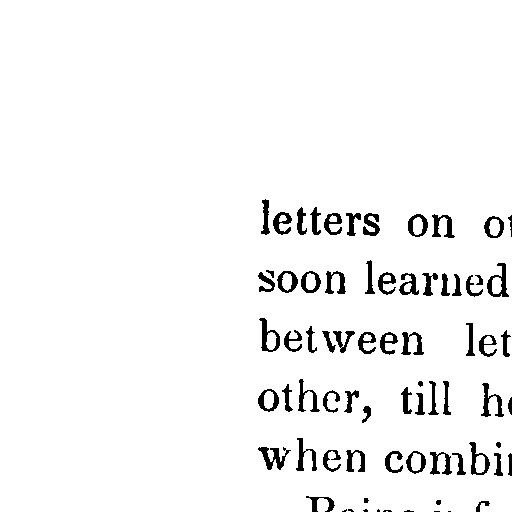 letters on
soon learned
between let
other, till
when combi